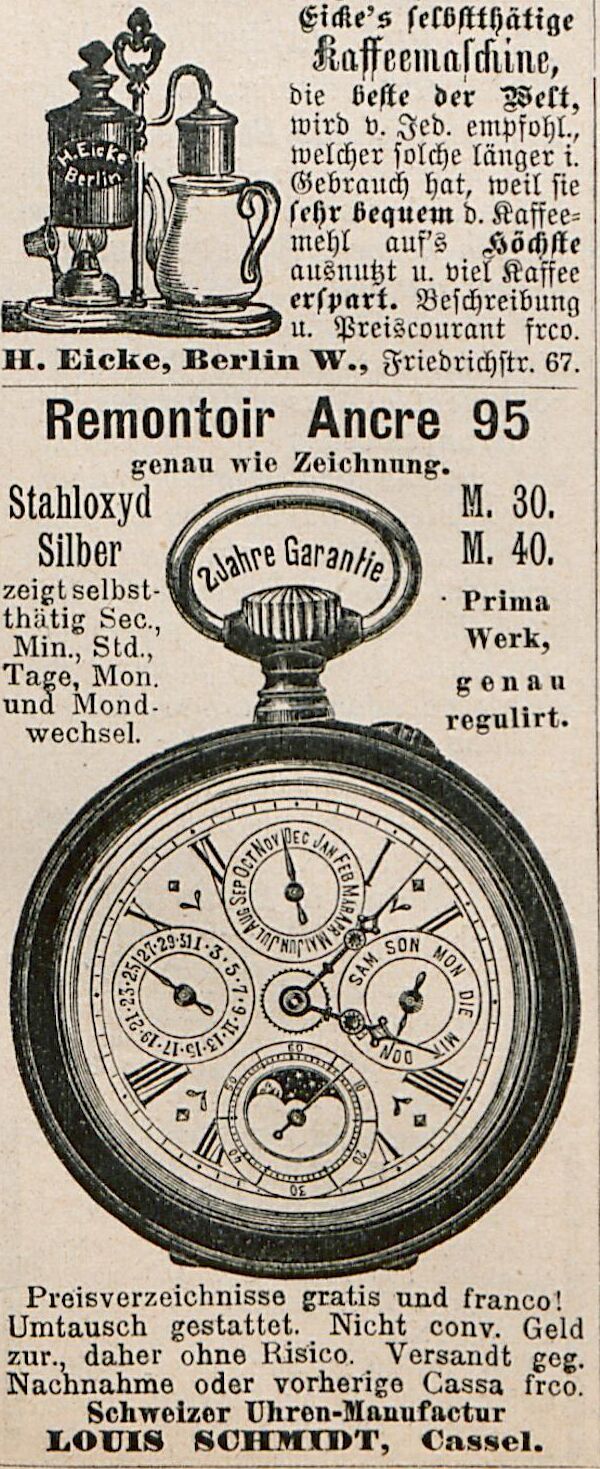 Eicke's selbstthätige
Kaffeemaschine,
die beste der Welt,
wird v. Jed. empfohl.,
welcher solche länger i.
Gebrauch hat, weil sie
sehr bequem d. Kaffee=
mehl auf's Höchste
ausnutzt u. viel Kaffee
erspart. Beschreibung
u. Preiscourant frco.
H. Eicke
Berlin
H. Eicke, Berlin W., Friedrichstr. 67.
Remontoir Ancre 95
genau wie Zeichnung.
Stahloxyd M. 30.
Silber M. 40.
zeigt selbst-
thätig Sec.,
Min., Std.,
Tage, Mon.
und Mond-
wechsel.
2 Jahre Garantie
Prima
Werk,
genau
regulirt.
DEC JAN FEB MAR APR MAI JUN JUL AUG SEP OCT NOV
1·3·5·7·9·11·13·15·17·19·21·23·25·27·29·31
SAM SON MON DIE MIT DON
60
10
20
30
40
50
Preisverzeichnisse gratis und franco!
Umtausch gestattet. Nicht conv. Geld
zur., daher ohne Risico. Versandt geg.
Nachnahme oder vorherige Cassa frco.
Schweizer Uhren-Manufactur
LOUIS SCHMIDT, Cassel.